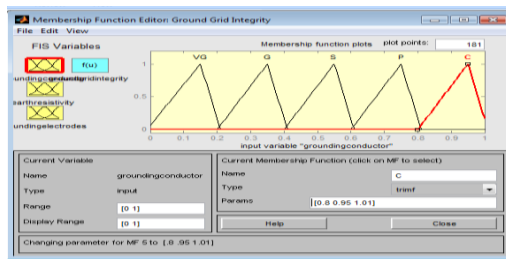 Membership Function Editor: Ground Grid Integrity
File Edit View
FIS Variables
f(u)
earthresistivity
undingelectrodes
Membership function plots
plot points:
181
VG G S P C
1
0.5
0
0 0.1 0.2 0.3 0.4 0.5 0.6 0.7 0.8 0.9 1
input variable "groundingconductor"
Current Variable
Name groundingconductor
Type input
Range [0 1]
Display Range [0 1]
Current Membership Function (click on MF to select)
Name C
Type trimf
Params [0.8 0.95 1.01]
Help Close
Changing parameter for MF 5 to [.8 .95 1.01]